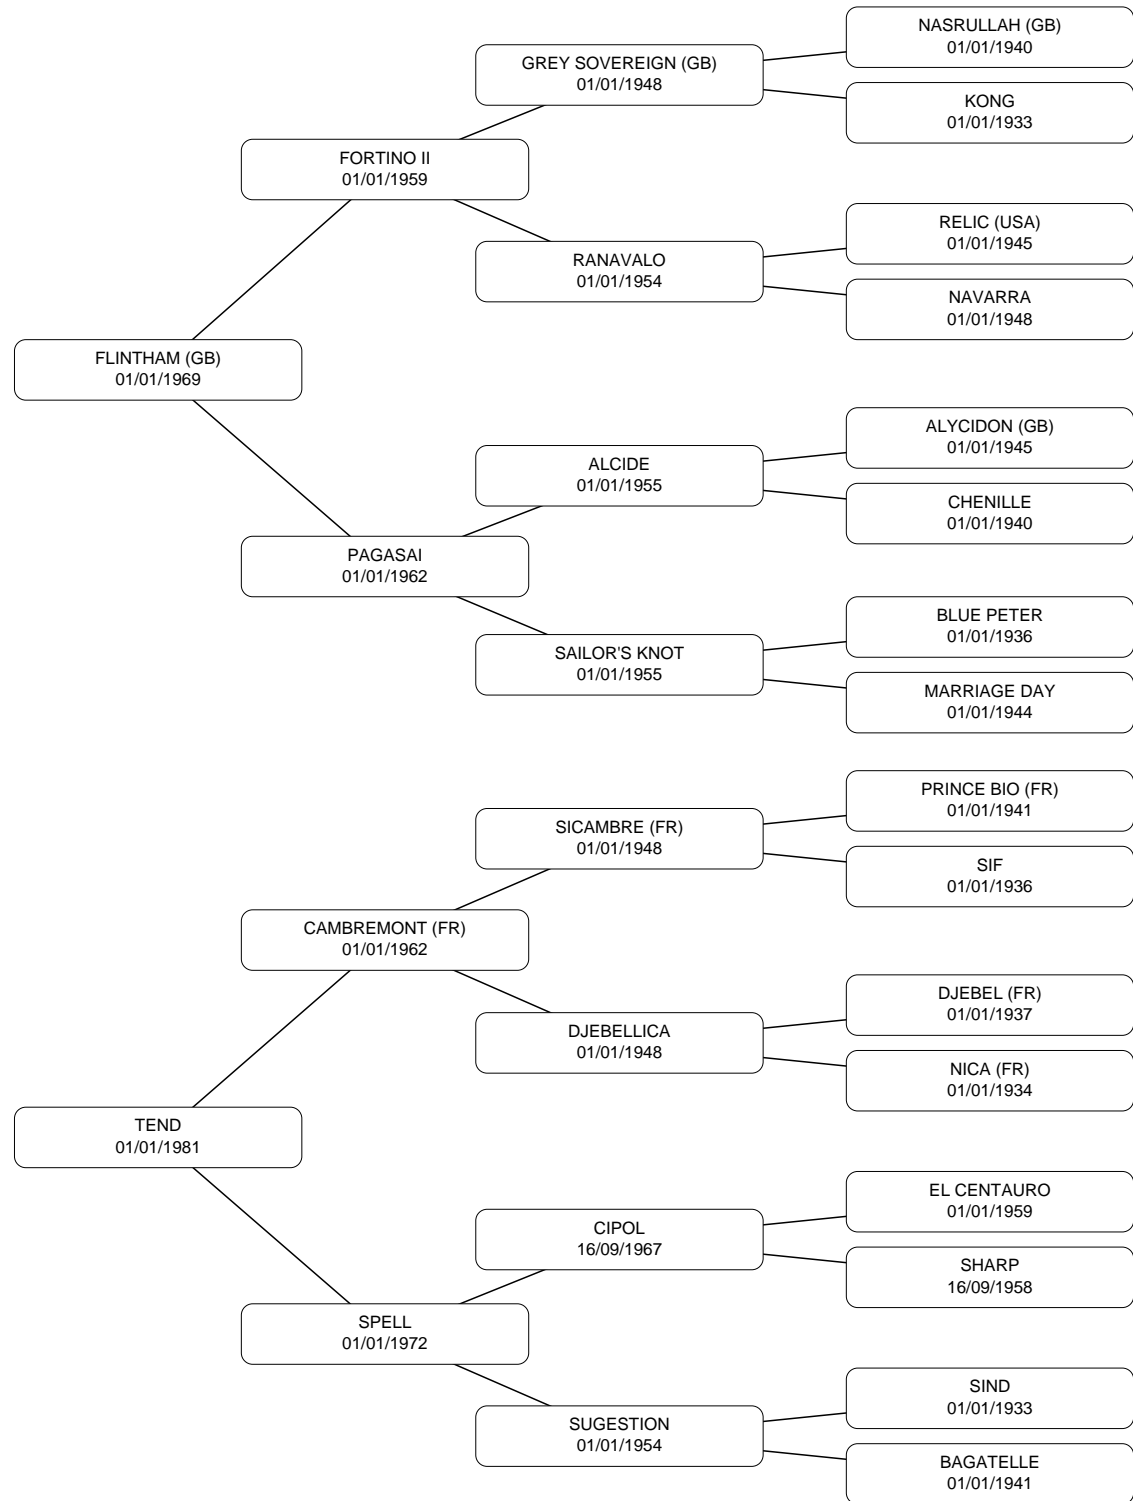 NASRULLAH (GB)
01/01/1940
GREY SOVEREIGN (GB)
01/01/1948
KONG
01/01/1933
FORTINO II
01/01/1959
RELIC (USA)
01/01/1945
RANAVALO
01/01/1954
NAVARRA
01/01/1948
FLINTHAM (GB)
01/01/1969
ALYCIDON (GB)
01/01/1945
ALCIDE
01/01/1955
CHENILLE
01/01/1940
PAGASAI
01/01/1962
BLUE PETER
01/01/1936
SAILOR'S KNOT
01/01/1955
MARRIAGE DAY
01/01/1944
PRINCE BIO (FR)
01/01/1941
SICAMBRE (FR)
01/01/1948
SIF
01/01/1936
CAMBREMONT (FR)
01/01/1962
DJEBEL (FR)
01/01/1937
DJEBELLICA
01/01/1948
NICA (FR)
01/01/1934
TEND
01/01/1981
EL CENTAURO
01/01/1959
CIPOL
16/09/1967
SHARP
16/09/1958
SPELL
01/01/1972
SIND
01/01/1933
SUGESTION
01/01/1954
BAGATELLE
01/01/1941